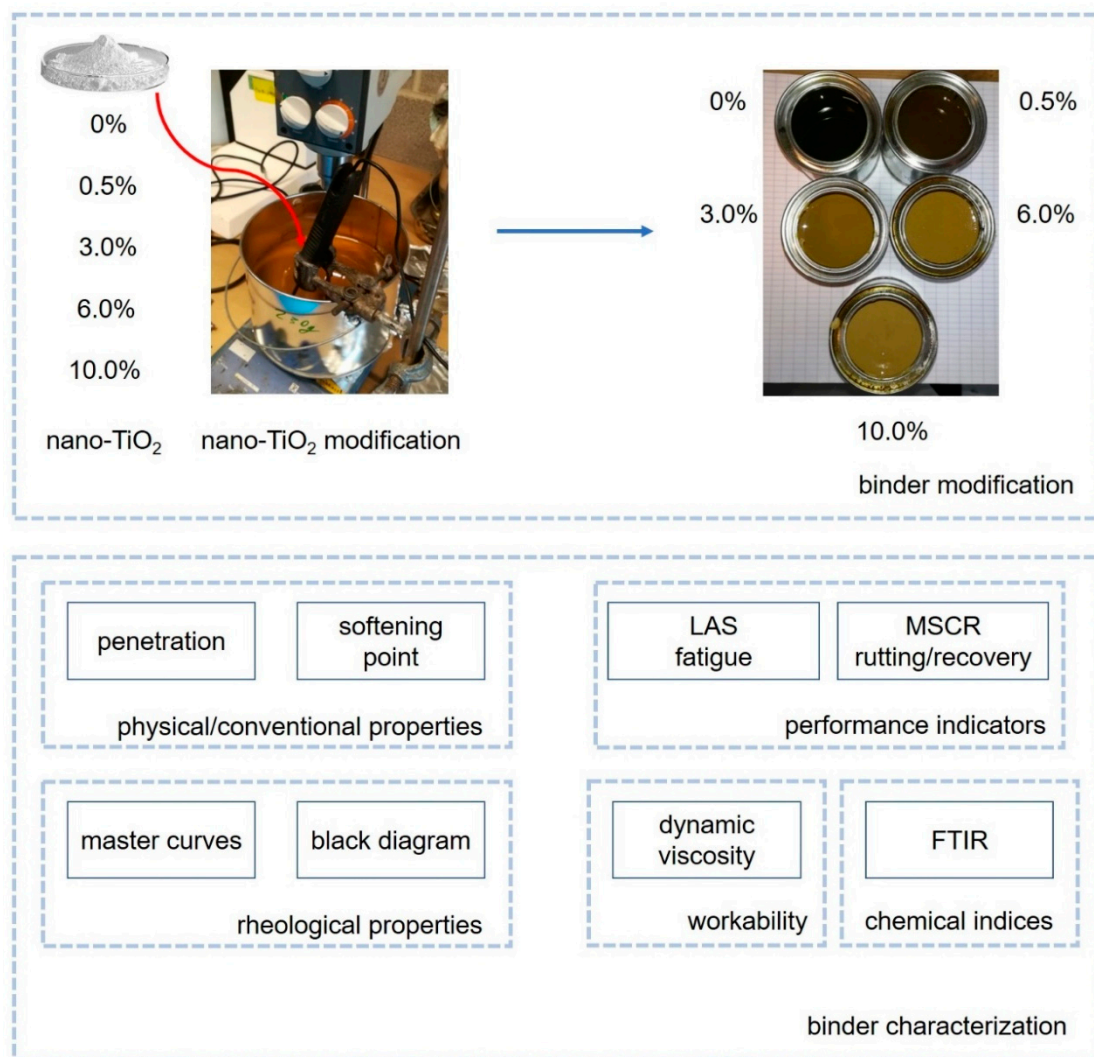 0%
0.5%
3.0%
6.0%
10.0%
nano-TiO₂
nano-TiO₂ modification
0%
0.5%
3.0%
6.0%
10.0%
binder modification
penetration
softening
point
physical/conventional properties
LAS
fatigue
MSCR
rutting/recovery
performance indicators
master curves
black diagram
rheological properties
dynamic
viscosity
workability
FTIR
chemical indices
binder characterization